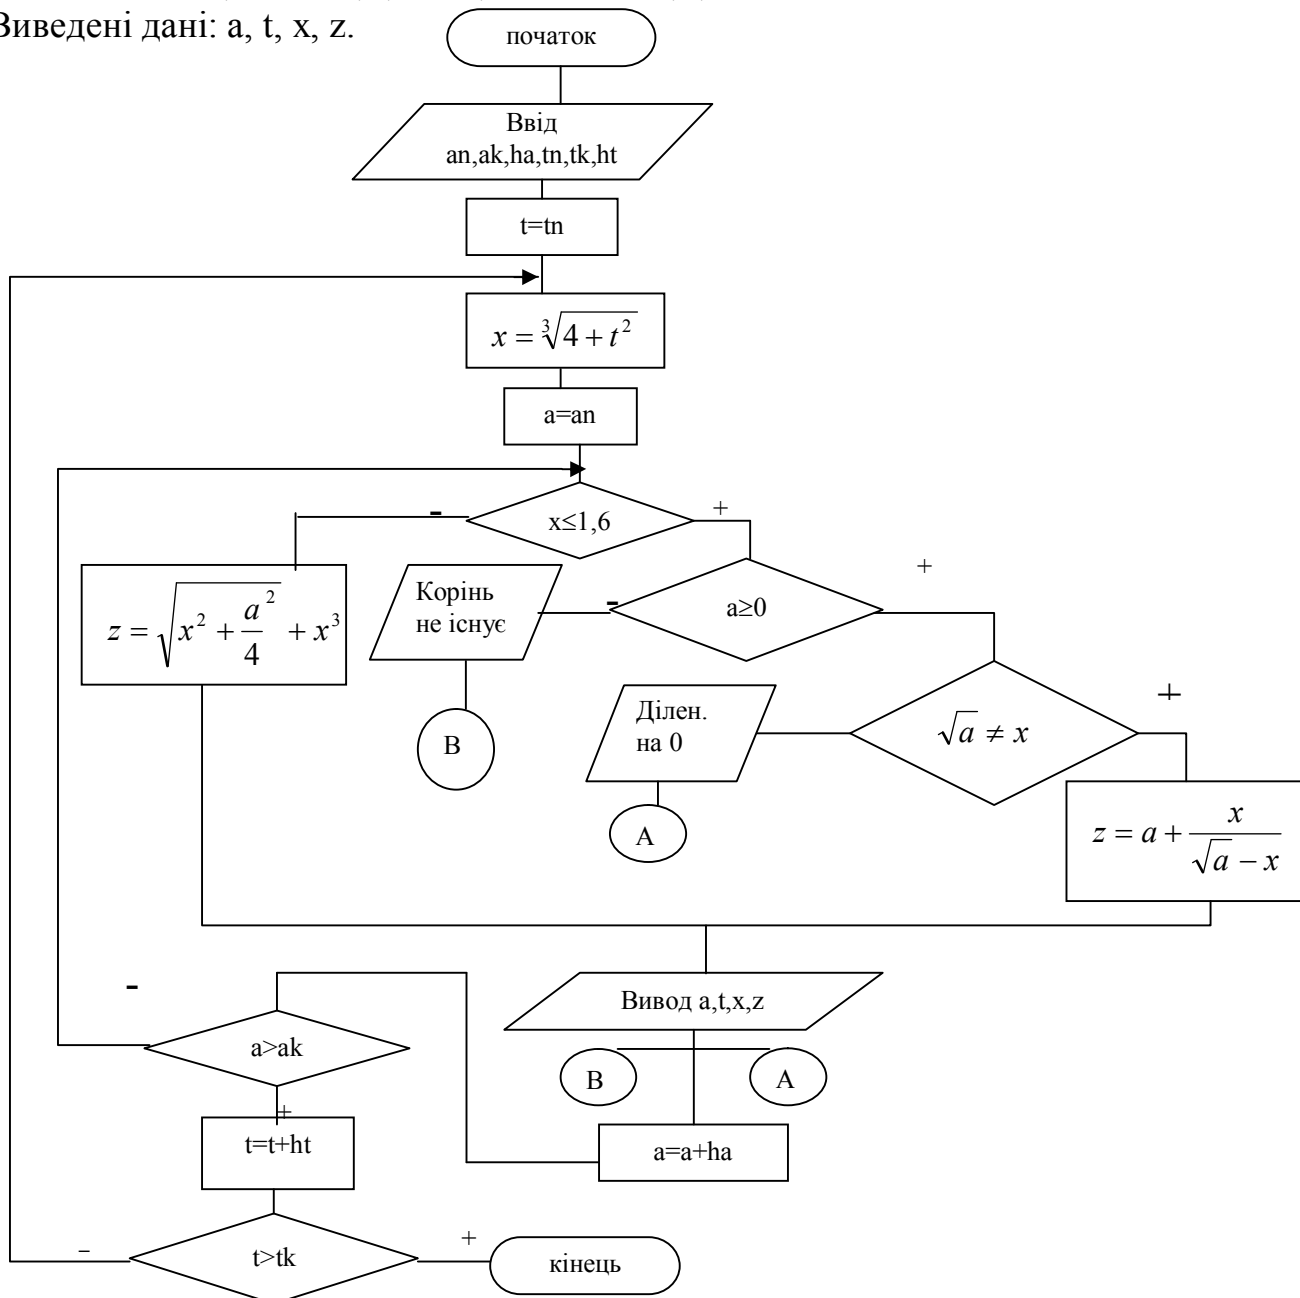 Виведені дані: a, t, x, z.
початок
Ввід
an,ak,ha,tn,tk,ht
t=tn
x = ∛(4 + t²)
a=an
x≤1,6
-
+
z = √(x² + a²/4) + x³
Корінь
не існує
-
a≥0
+
B
Ділен.
на 0
√a ≠ x
+
A
z = a + x/(√a − x)
-
a>ak
Вивод a,t,x,z
B
A
+
t=t+ht
a=a+ha
-
t>tk
+
кінець